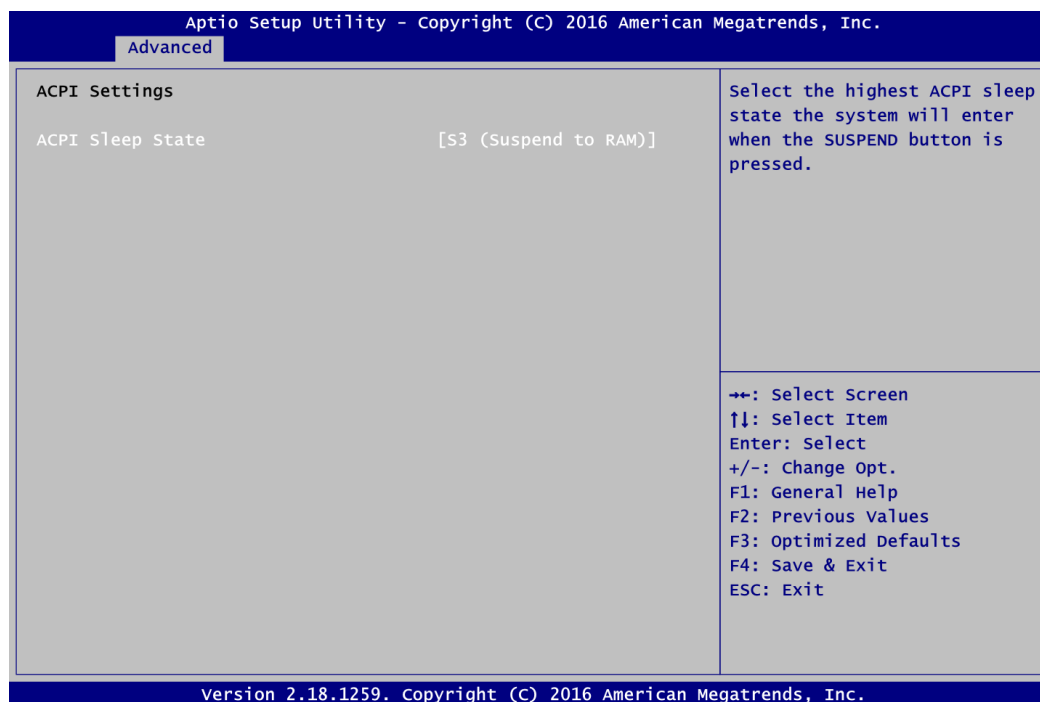 Aptio Setup Utility - Copyright (C) 2016 American Megatrends, Inc.
Advanced
ACPI Settings
ACPI Sleep State [S3 (Suspend to RAM)]
Select the highest ACPI sleep
state the system will enter
when the SUSPEND button is
pressed.
→←: Select Screen
↑↓: Select Item
Enter: Select
+/-: Change Opt.
F1: General Help
F2: Previous Values
F3: Optimized Defaults
F4: Save & Exit
ESC: Exit
Version 2.18.1259. Copyright (C) 2016 American Megatrends, Inc.